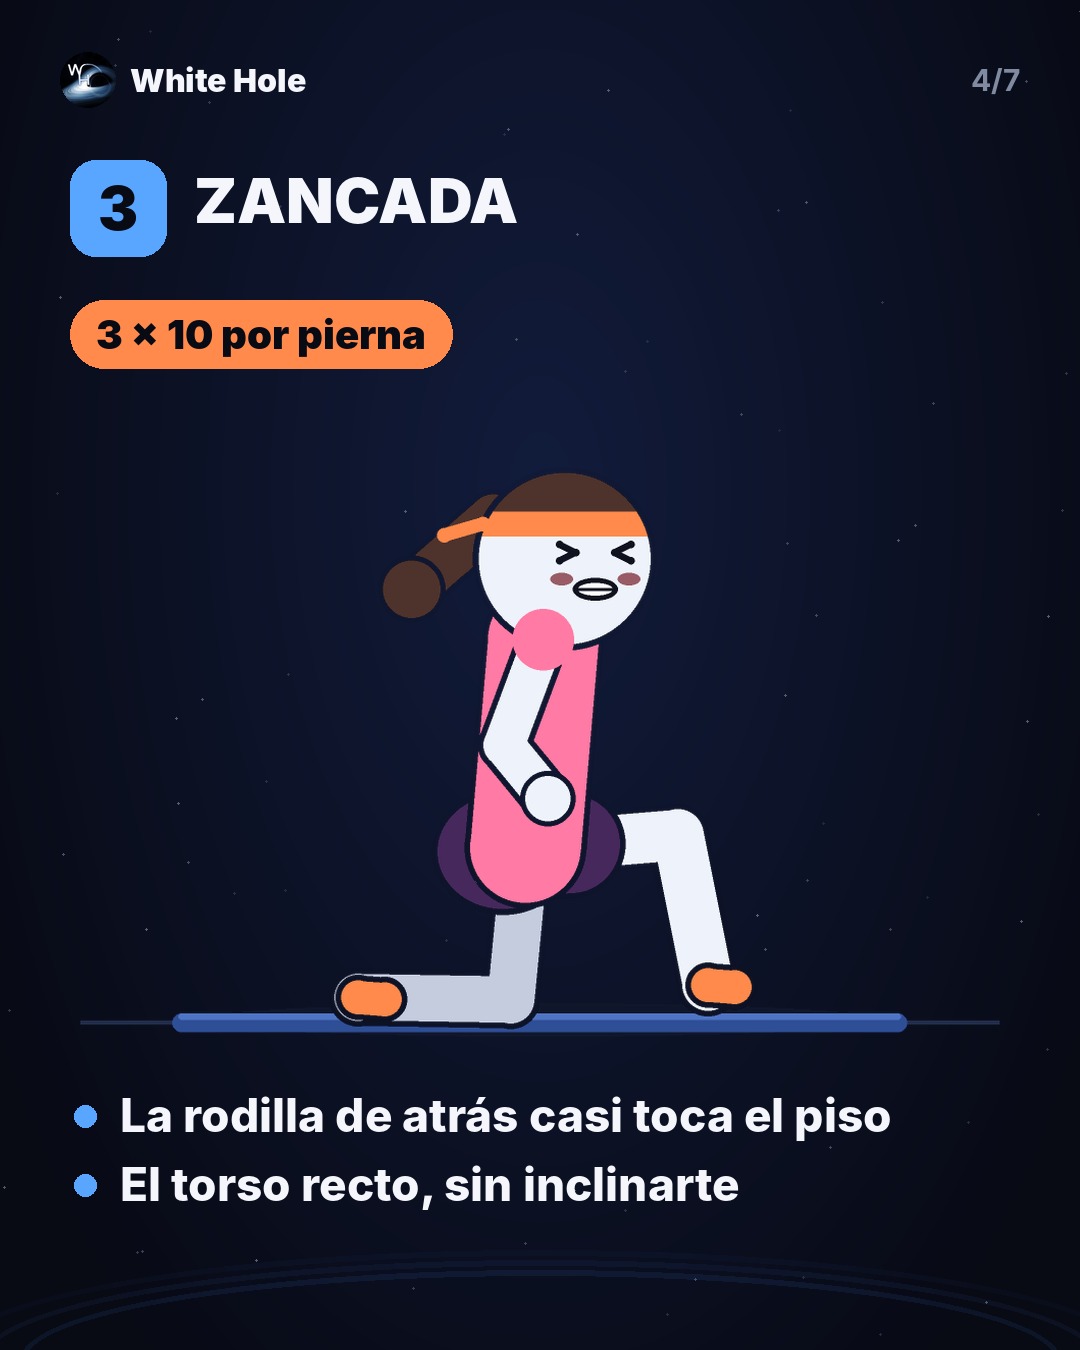 White Hole
4/7
3 ZANCADA
3 × 10 por pierna
La rodilla de atrás casi toca el piso
El torso recto, sin inclinarte